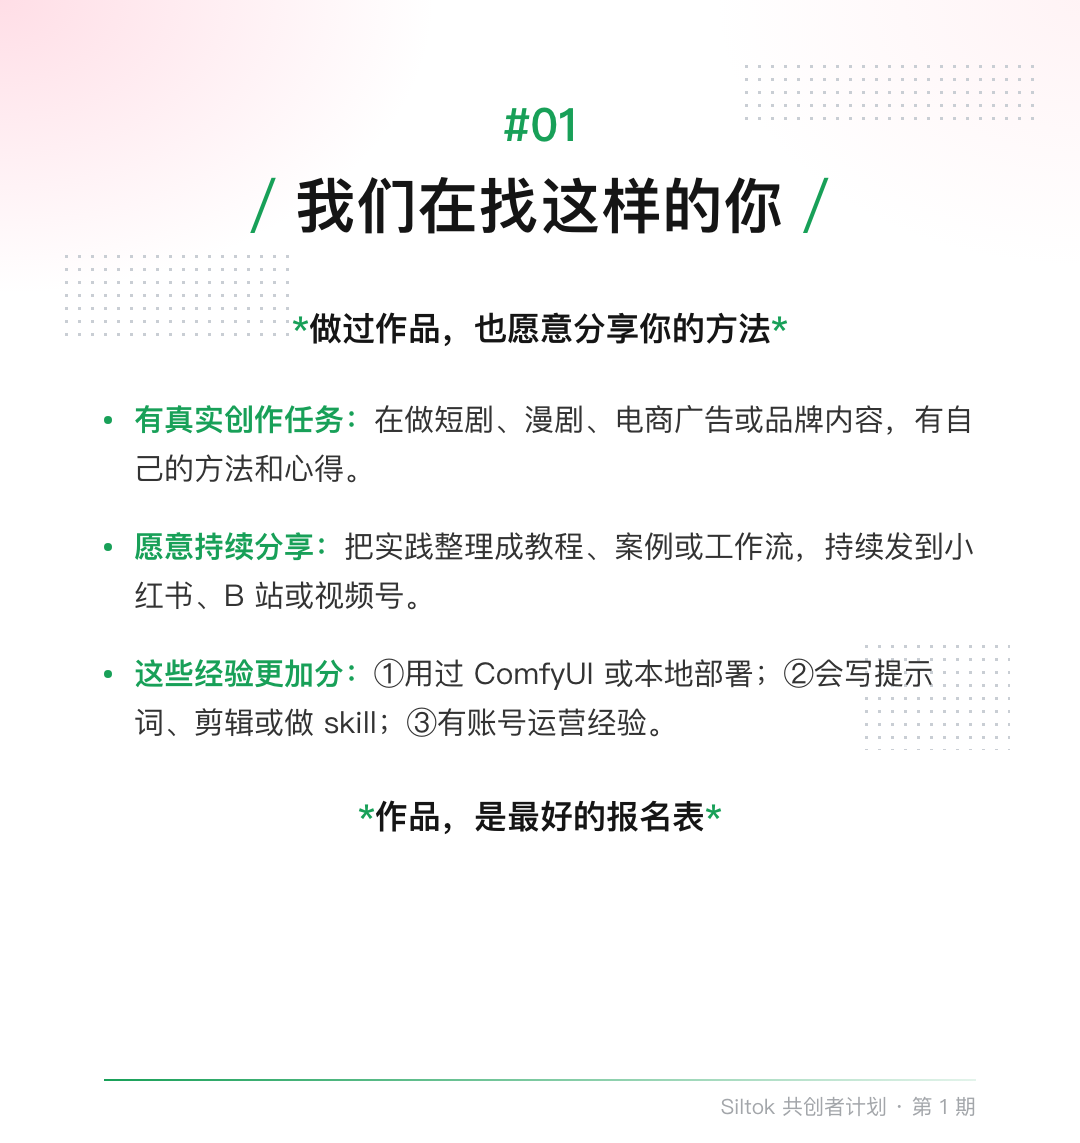 #01
/ 我们在找这样的你 /
*做过作品，也愿意分享你的方法*
• 有真实创作任务：在做短剧、漫剧、电商广告或品牌内容，有自
己的方法和心得。
• 愿意持续分享：把实践整理成教程、案例或工作流，持续发到小
红书、B 站或视频号。
• 这些经验更加分：①用过 ComfyUI 或本地部署；②会写提示
词、剪辑或做 skill；③有账号运营经验。
*作品，是最好的报名表*
Siltok 共创者计划 · 第 1 期